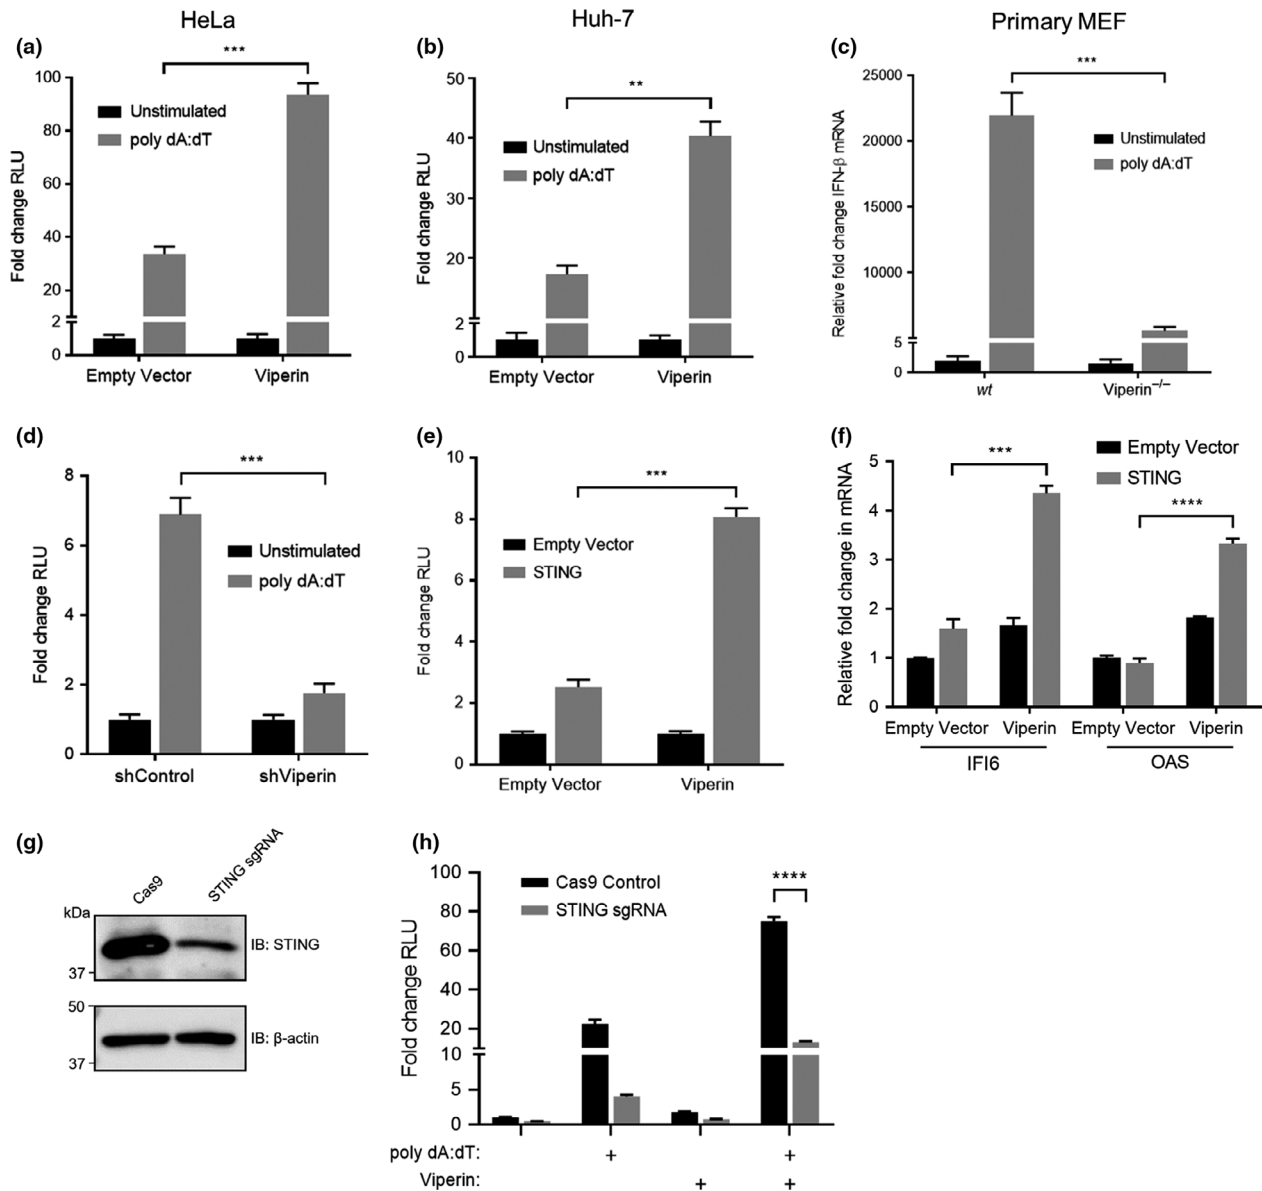 HeLa
Huh-7
Primary MEF
(a)
***
Fold change RLU
100
80
60
40
20
2
0
Unstimulated
poly dA:dT
Empty Vector
Viperin
(b)
**
Fold change RLU
50
40
30
20
2
0
Unstimulated
poly dA:dT
Empty Vector
Viperin
(c)
***
Relative fold change IFN-β mRNA
25000
20000
15000
10000
5
0
Unstimulated
poly dA:dT
wt
Viperin–/–
(d)
***
Fold change RLU
8
6
4
2
0
Unstimulated
poly dA:dT
shControl
shViperin
(e)
***
Fold change RLU
10
8
6
4
2
0
Empty Vector
STING
Empty Vector
Viperin
(f)
***
****
Relative fold change in mRNA
5
4
3
2
1
0
Empty Vector
STING
Empty Vector Viperin Empty Vector Viperin
IFI6
OAS
(g)
Cas9
STING sgRNA
kDa
37
IB: STING
50
37
IB: β-actin
(h)
****
Fold change RLU
100
80
60
40
20
10
5
0
Cas9 Control
STING sgRNA
poly dA:dT: + +
Viperin: + +